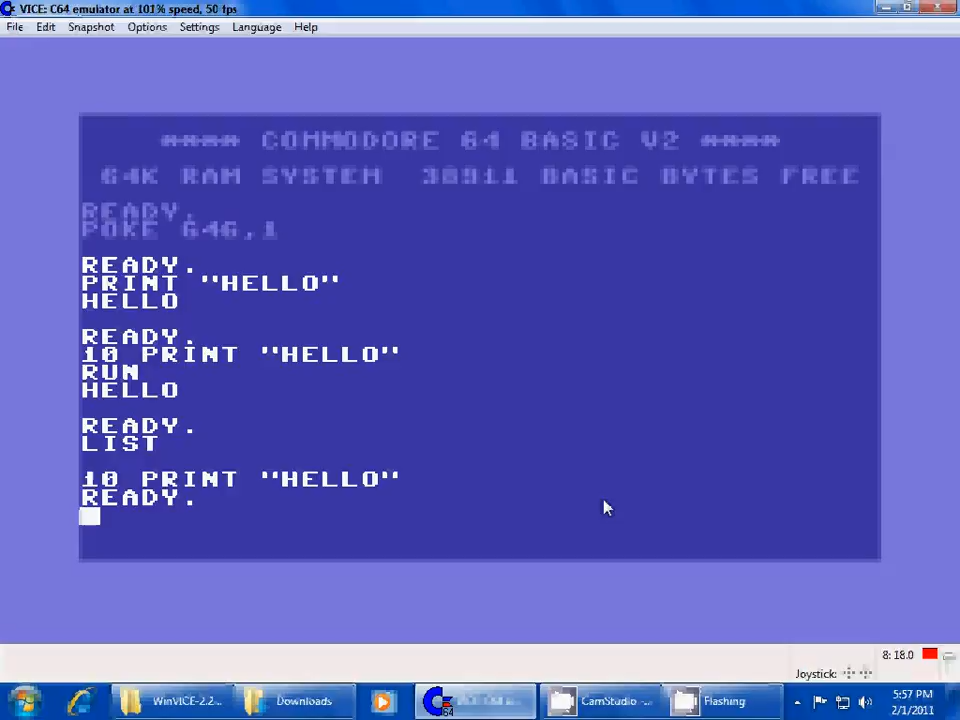 VICE: C64 emulator at 101% speed, 50 fps
File Edit Snapshot Options Settings Language Help
**** COMMODORE 64 BASIC V2 ****
64K RAM SYSTEM 38911 BASIC BYTES FREE
READY.
POKE 646,1
READY.
PRINT "HELLO"
HELLO
READY.
10 PRINT "HELLO"
RUN
HELLO
READY.
LIST
10 PRINT "HELLO"
READY.
8: 18.0
Joystick:
WinVICE-2.2... Downloads CamStudio -... Flashing 5:57 PM
64
2/1/2011